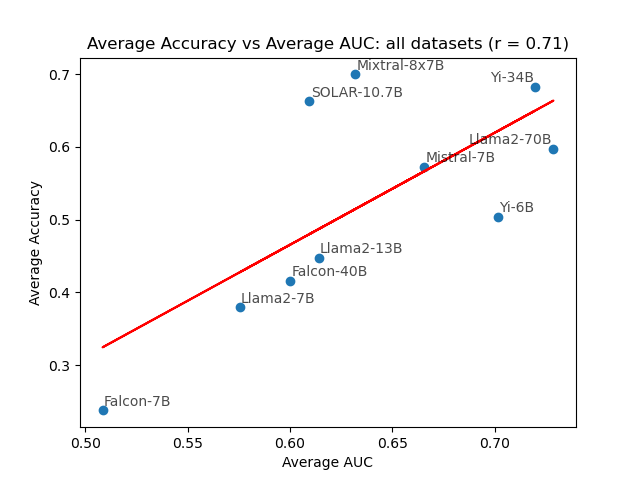 Average Accuracy vs Average AUC: all datasets (r = 0.71)
0.7
0.6
0.5
0.4
0.3
Average Accuracy
Mixtral-8x7B
Yi-34B
SOLAR-10.7B
Llama2-70B
Mistral-7B
Yi-6B
Llama2-13B
Falcon-40B
Llama2-7B
Falcon-7B
0.50
0.55
0.60
0.65
0.70
Average AUC